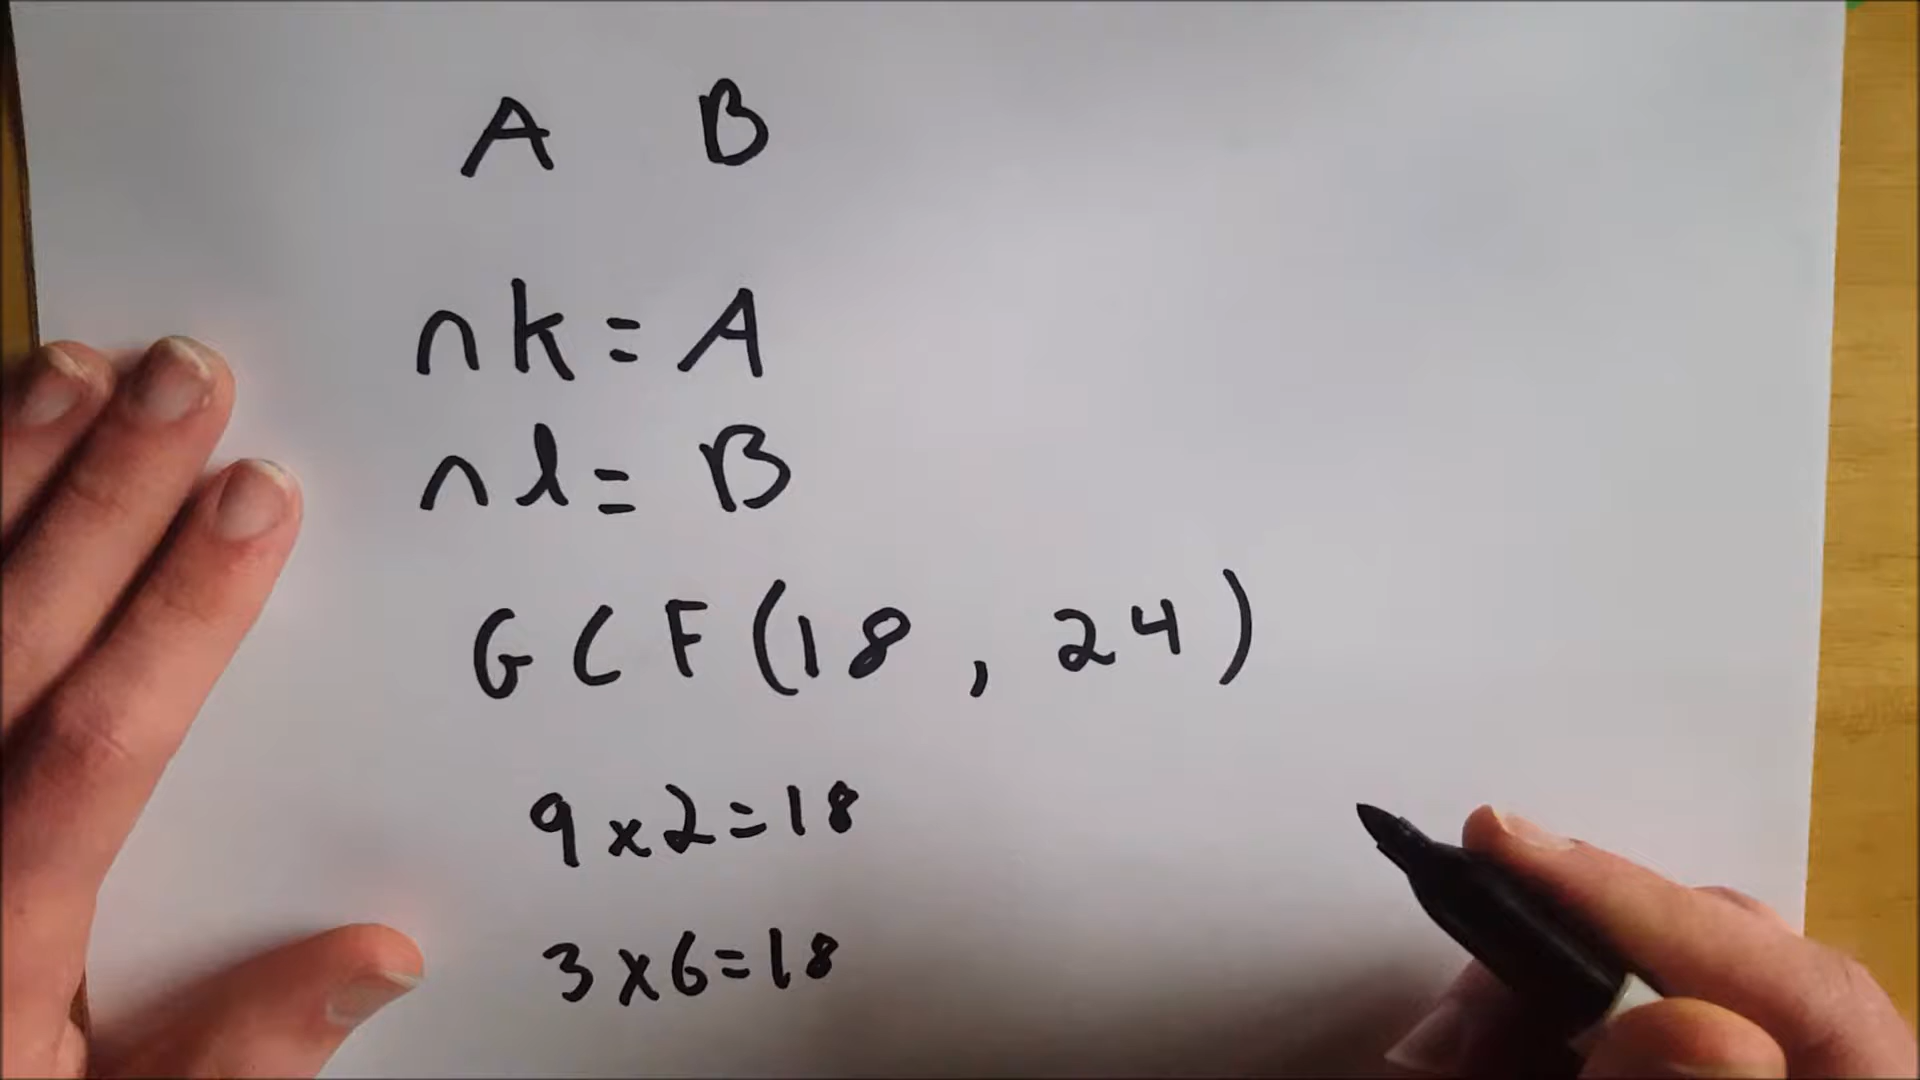 A B
nk = A
nl = B
GCF(18, 24)
9x2=18
3x6=18